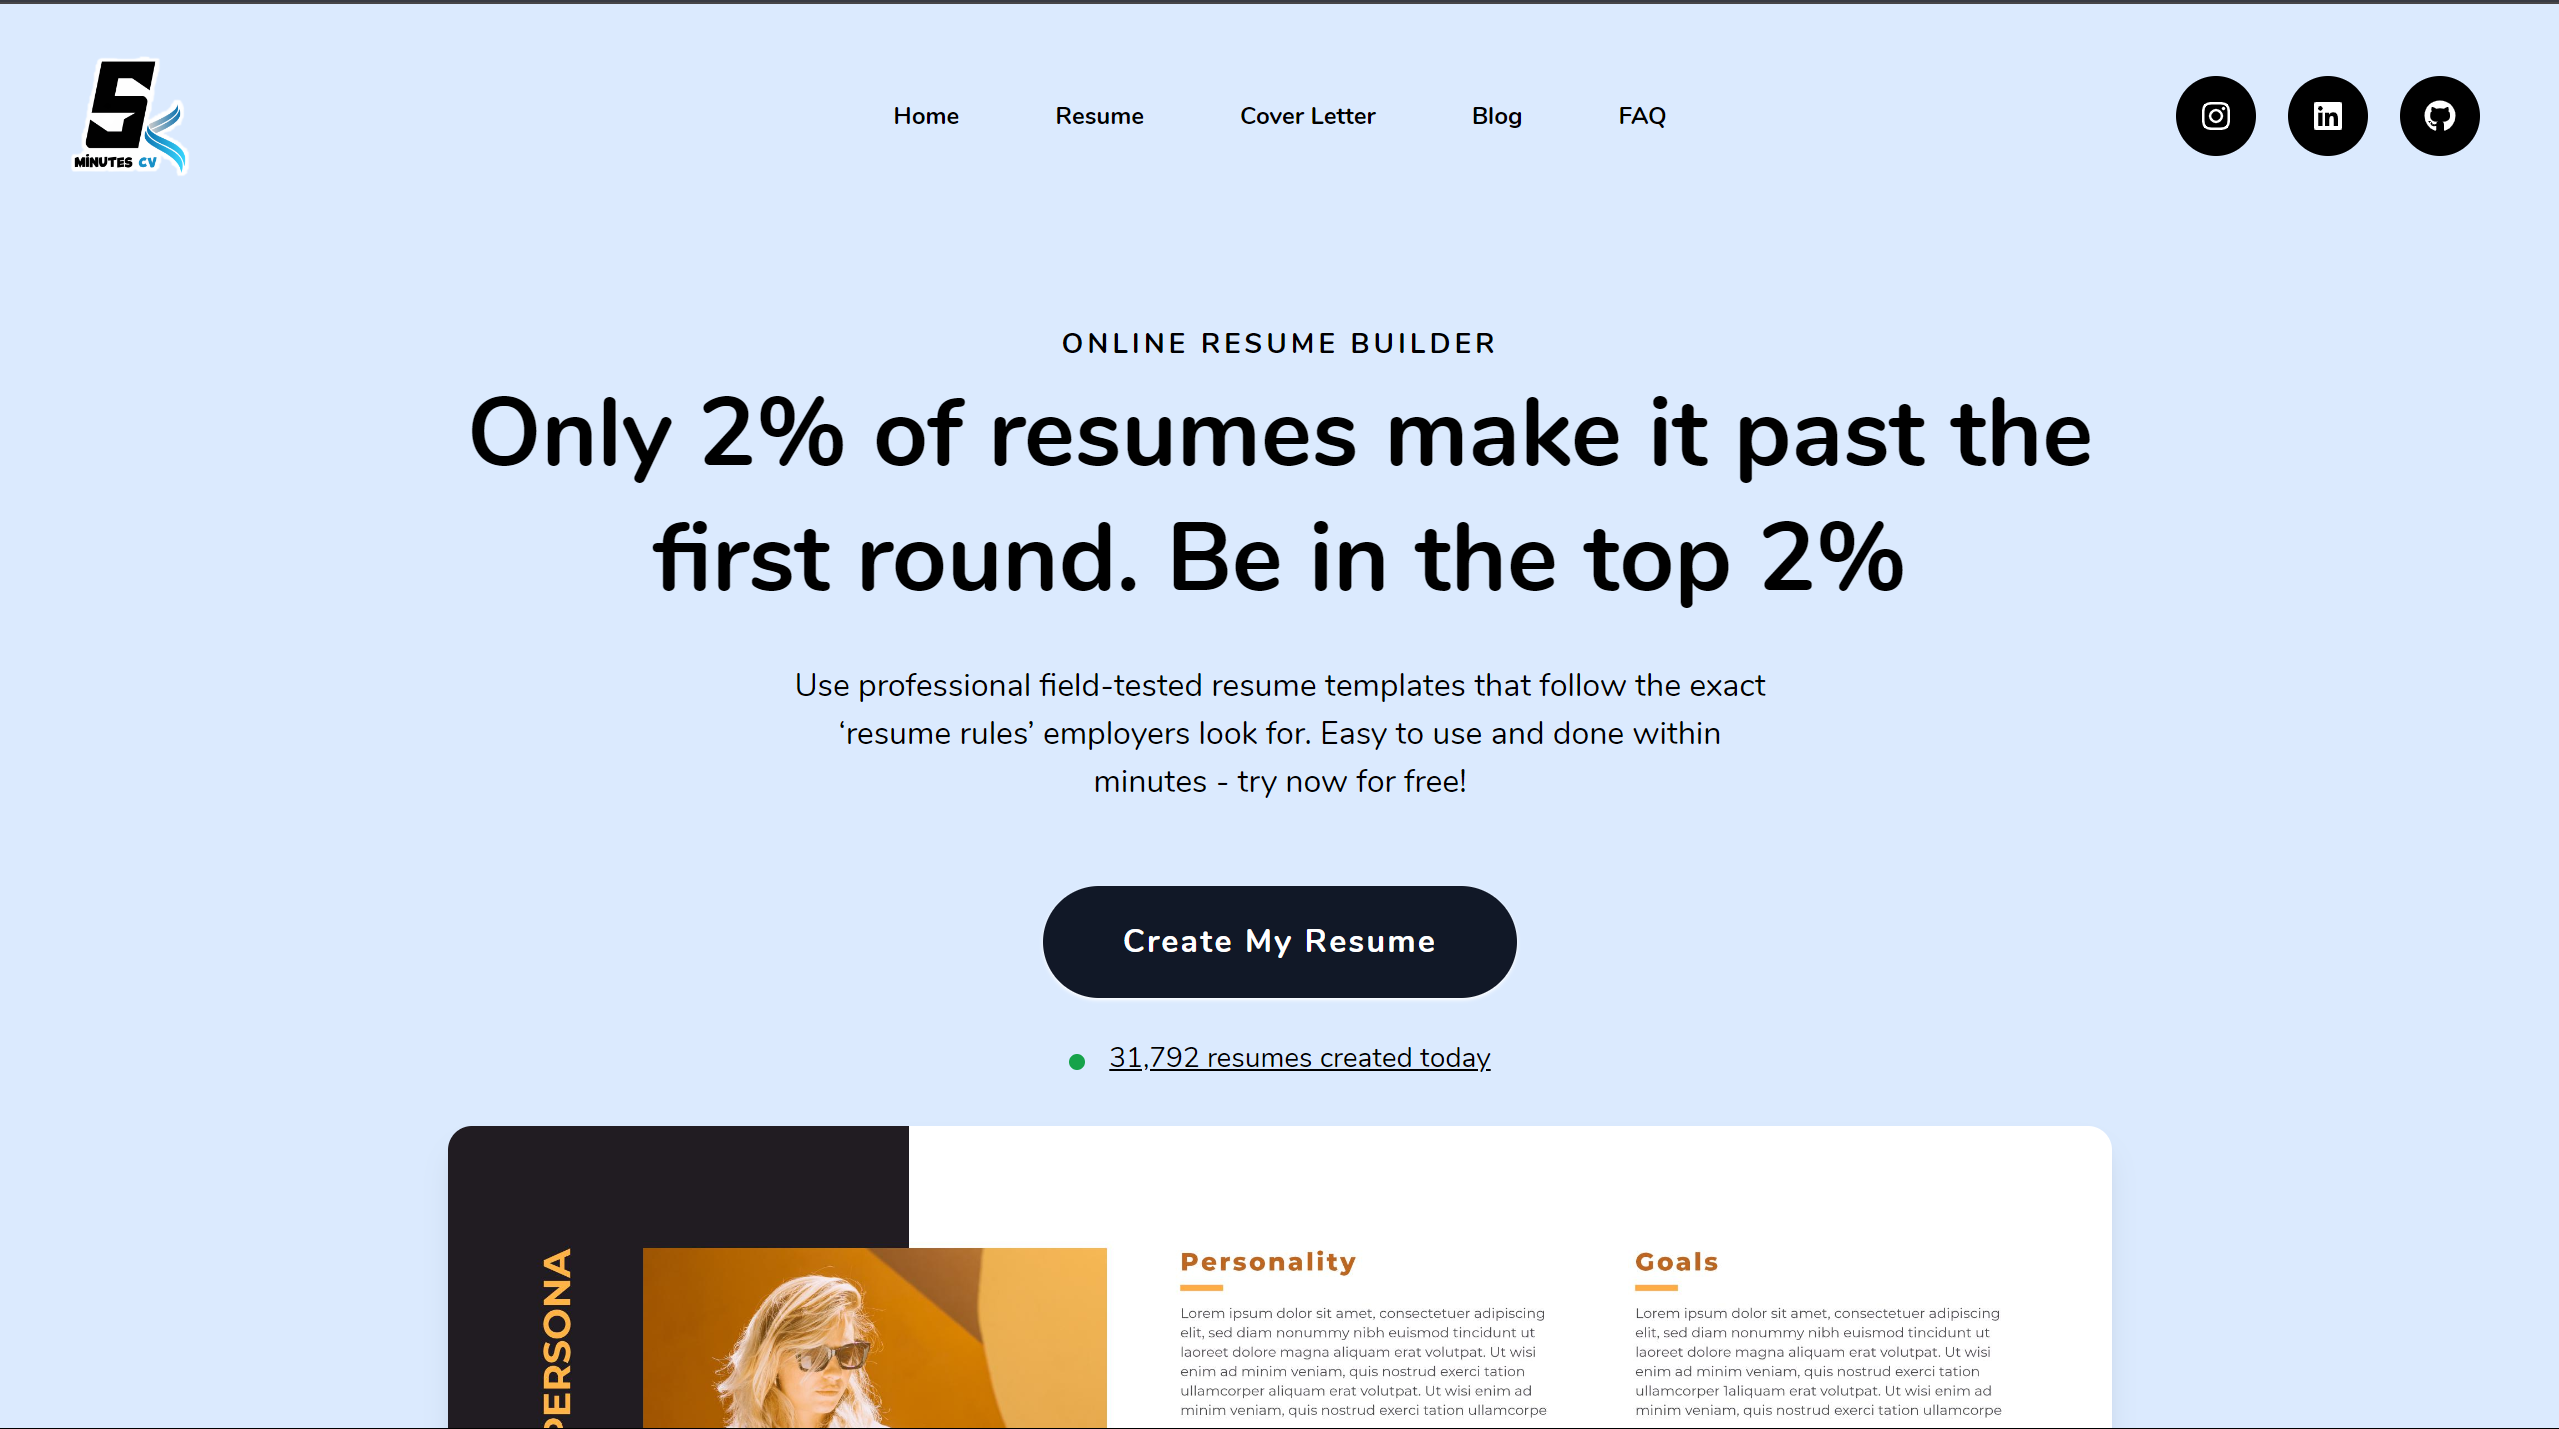 5
MINUTES CV
Home
Resume
Cover Letter
Blog
FAQ
ONLINE RESUME BUILDER
Only 2% of resumes make it past the
first round. Be in the top 2%
Use professional field-tested resume templates that follow the exact
‘resume rules’ employers look for. Easy to use and done within
minutes - try now for free!
Create My Resume
31,792 resumes created today
PERSONA
Personality
Lorem ipsum dolor sit amet, consectetuer adipiscing
elit, sed diam nonummy nibh euismod tincidunt ut
laoreet dolore magna aliquam erat volutpat. Ut wisi
enim ad minim veniam, quis nostrud exerci tation
ullamcorper aliquam erat volutpat. Ut wisi enim ad
minim veniam, quis nostrud exerci tation ullamcorpe
Goals
Lorem ipsum dolor sit amet, consectetuer adipiscing
elit, sed diam nonummy nibh euismod tincidunt ut
laoreet dolore magna aliquam erat volutpat. Ut wisi
enim ad minim veniam, quis nostrud exerci tation
ullamcorper 1aliquam erat volutpat. Ut wisi enim ad
minim veniam, quis nostrud exerci tation ullamcorpe